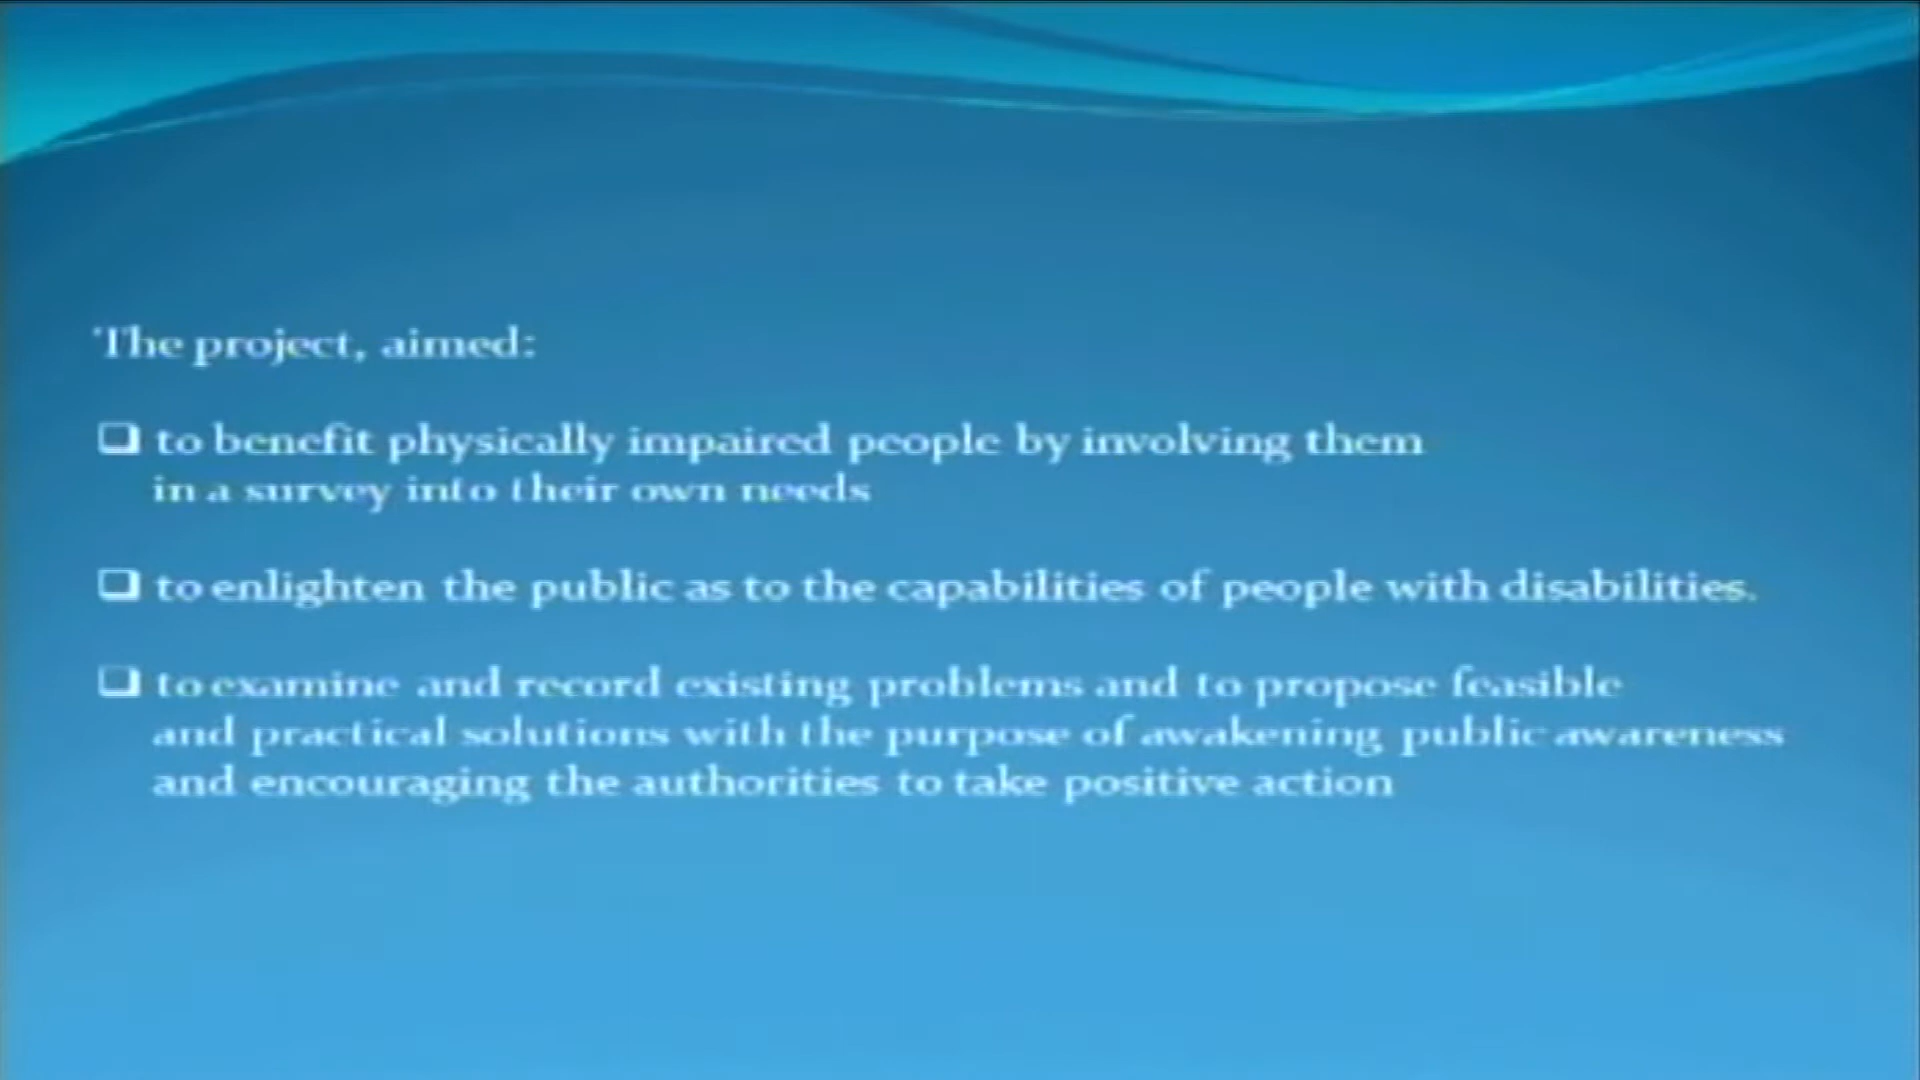 The project, aimed:
❑ to benefit physically impaired people by involving them
in a survey into their own needs
❑ to enlighten the public as to the capabilities of people with disabilities.
❑ to examine and record existing problems and to propose feasible
and practical solutions with the purpose of awakening public awareness
and encouraging the authorities to take positive action